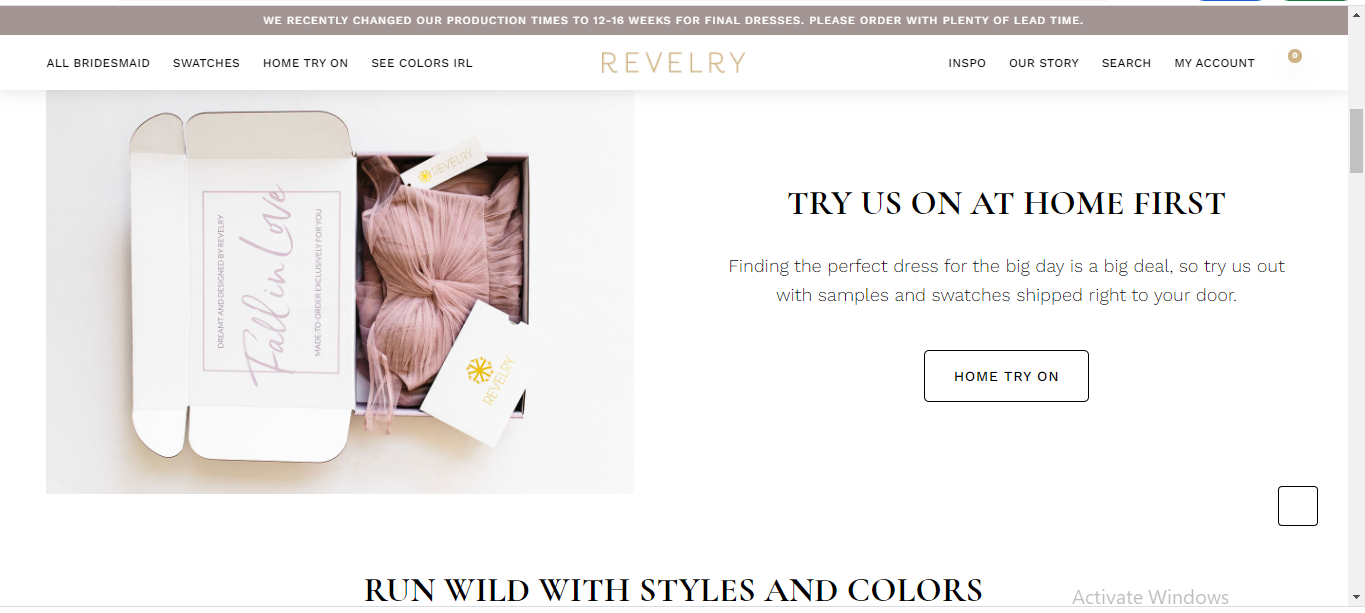 WE RECENTLY CHANGED OUR PRODUCTION TIMES TO 12-16 WEEKS FOR FINAL DRESSES. PLEASE ORDER WITH PLENTY OF LEAD TIME.
ALL BRIDESMAID SWATCHES HOME TRY ON SEE COLORS IRL REVELRY INSPO OUR STORY SEARCH MY ACCOUNT 0
DREAMT AND DESIGNED BY REVELRY
Fall in Love
MADE-TO-ORDER EXCLUSIVELY FOR YOU
REVELRY
REVELRY
TRY US ON AT HOME FIRST
Finding the perfect dress for the big day is a big deal, so try us out
with samples and swatches shipped right to your door.
HOME TRY ON
RUN WILD WITH STYLES AND COLORS
Activate Windows